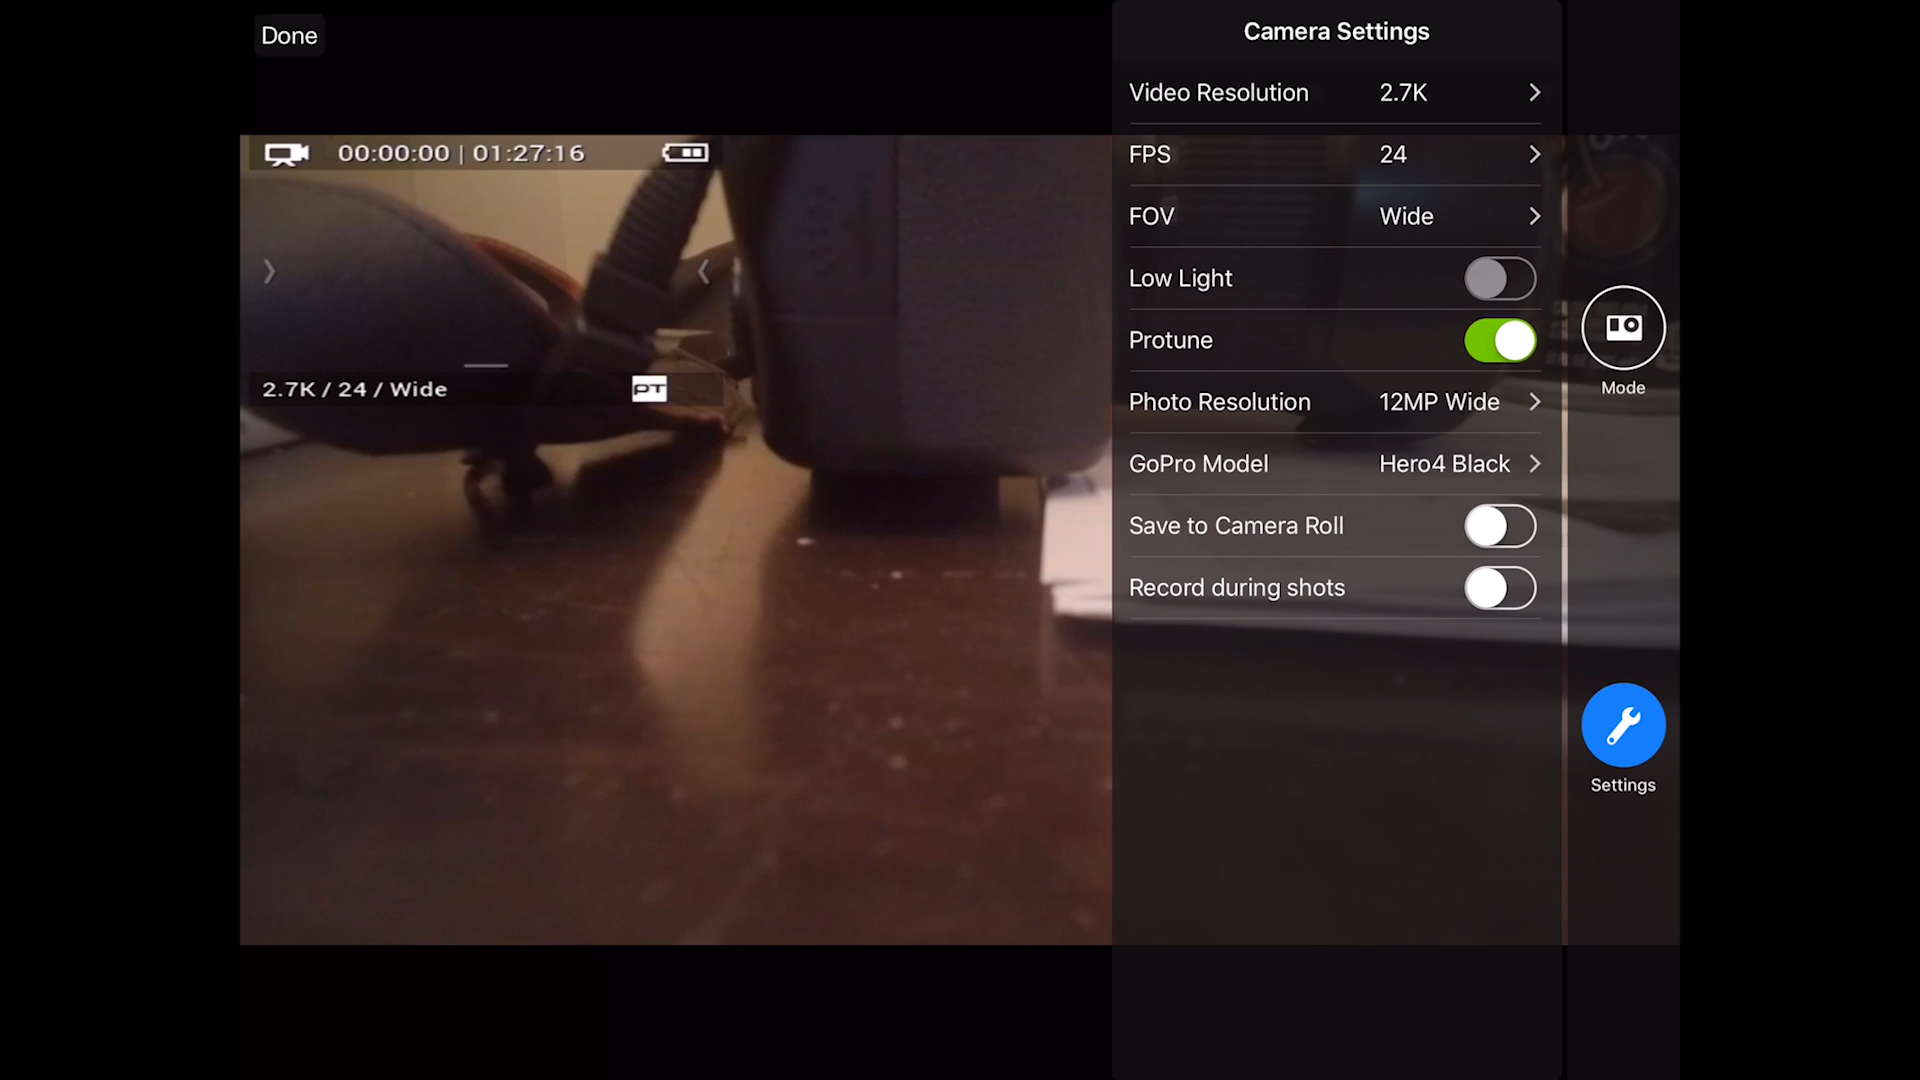 Done
Camera Settings
Video Resolution 2.7K
00:00:00 | 01:27:16
FPS 24
FOV Wide
Low Light
Protune
Mode
2.7K / 24 / Wide PT
Photo Resolution 12MP Wide
GoPro Model Hero4 Black
Save to Camera Roll
Record during shots
Settings